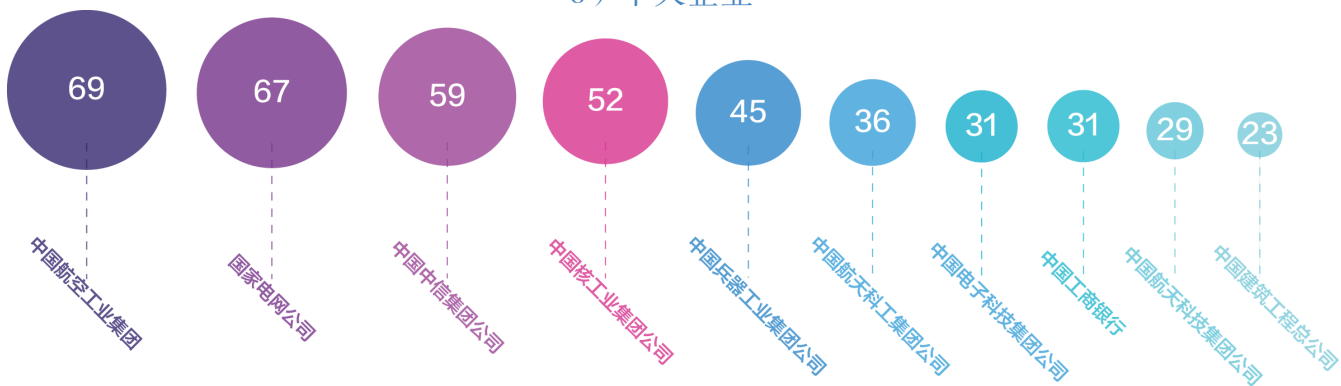 69
67
59
52
45
36
31
31
29
23
中国航空工业集团
国家电网公司
中国中信集团公司
中国核工业集团公司
中国兵器工业集团公司
中国航天科工集团公司
中国电子科技集团公司
中国工商银行
中国航天科技集团公司
中国建筑工程总公司